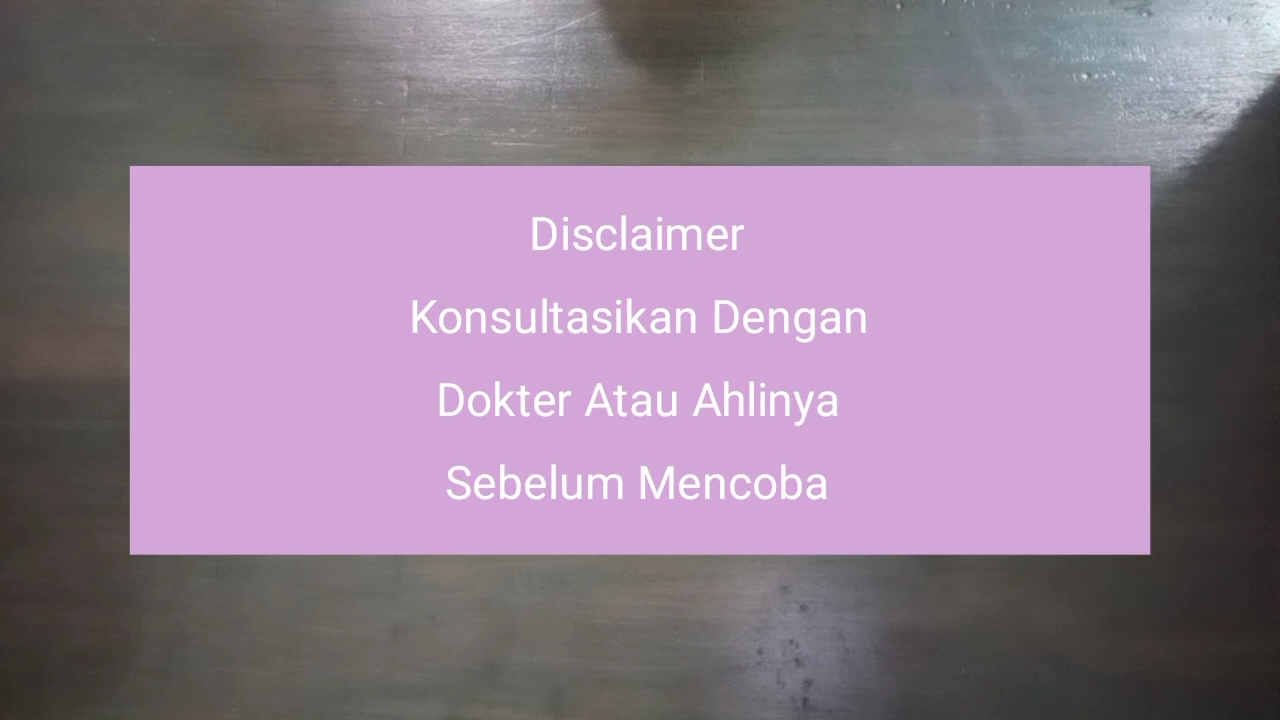 Disclaimer
Konsultasikan Dengan
Dokter Atau Ahlinya
Sebelum Mencoba